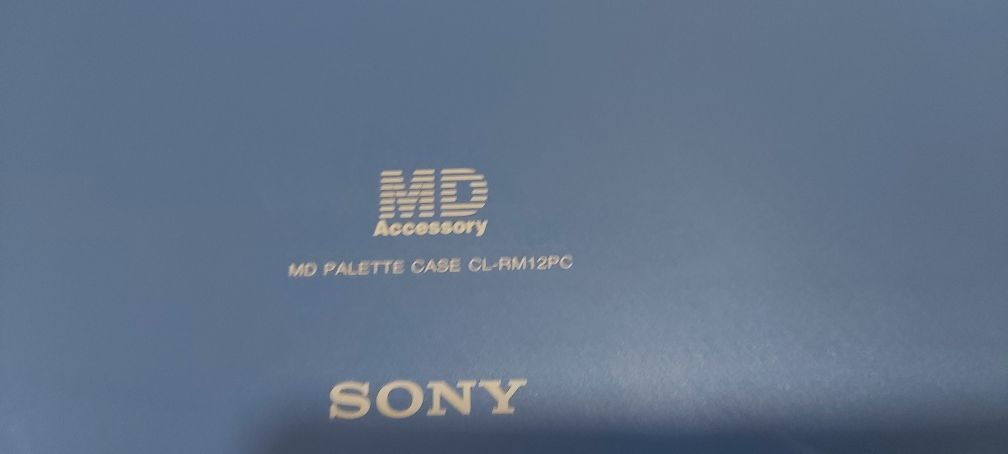 MD
Accessory
MD PALETTE CASE CL-RM12PC
SONY